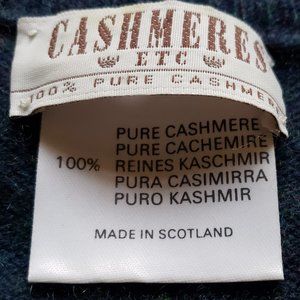 CASHMERES
ETC
100% PURE CASHMERE
PURE CASHMERE
PURE CACHEMIRE
100% REINES KASCHMIR
PURA CASIMIRRA
PURO KASHMIR
MADE IN SCOTLAND